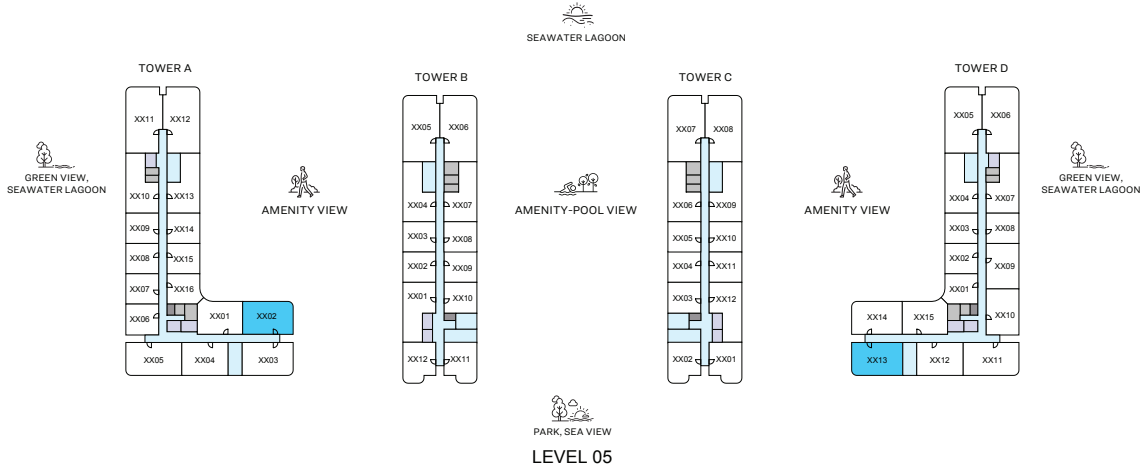 SEAWATER LAGOON
TOWER A
TOWER B
TOWER C
TOWER D
XX11 XX12
XX05 XX06
XX07 XX08
XX05 XX06
GREEN VIEW,
SEAWATER LAGOON
GREEN VIEW,
SEAWATER LAGOON
AMENITY VIEW
AMENITY-POOL VIEW
AMENITY VIEW
XX10 XX13
XX04 XX07
XX06 XX09
XX04 XX07
XX09 XX14
XX03 XX08
XX05 XX10
XX03 XX08
XX08 XX15
XX02 XX09
XX04 XX11
XX02 XX09
XX07 XX16
XX01 XX10
XX03 XX12
XX01
XX06 XX01 XX02
XX14 XX15 XX10
XX05 XX04 XX03
XX12 XX11
XX02 XX01
XX13 XX12 XX11
PARK, SEA VIEW
LEVEL 05